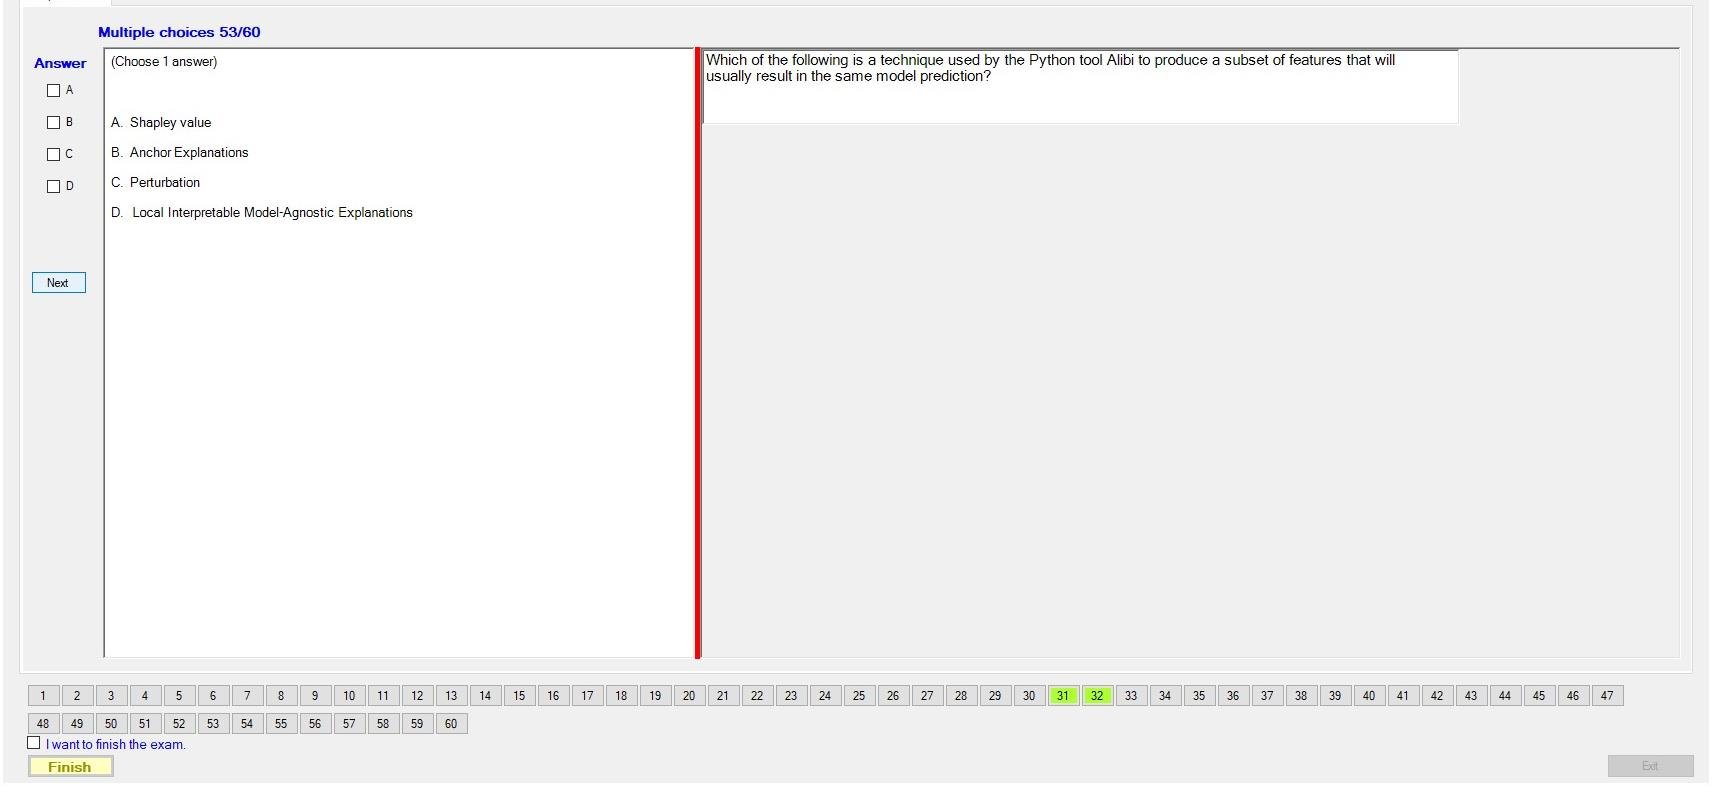 Multiple choices 53/60
Answer
(Choose 1 answer)
Which of the following is a technique used by the Python tool Alibi to produce a subset of features that will
usually result in the same model prediction?
A
B
C
D
A. Shapley value
B. Anchor Explanations
C. Perturbation
D. Local Interpretable Model-Agnostic Explanations
Next
1 2 3 4 5 6 7 8 9 10 11 12 13 14 15 16 17 18 19 20 21 22 23 24 25 26 27 28 29 30 31 32 33 34 35 36 37 38 39 40 41 42 43 44 45 46 47
48 49 50 51 52 53 54 55 56 57 58 59 60
I want to finish the exam.
Finish
Exit